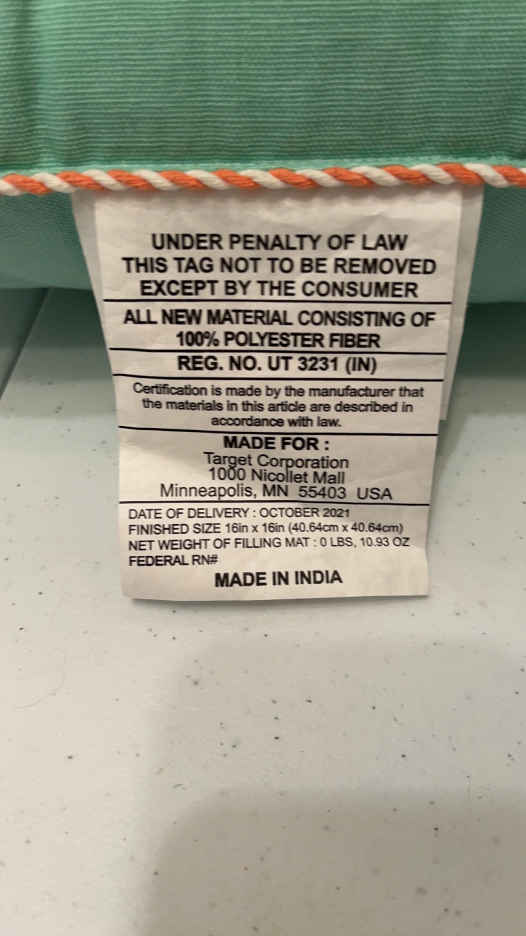 UNDER PENALTY OF LAW
THIS TAG NOT TO BE REMOVED
EXCEPT BY THE CONSUMER
ALL NEW MATERIAL CONSISTING OF
100% POLYESTER FIBER
REG. NO. UT 3231 (IN)
Certification is made by the manufacturer that
the materials in this article are described in
accordance with law.
MADE FOR :
Target Corporation
1000 Nicollet Mall
Minneapolis, MN 55403 USA
DATE OF DELIVERY : OCTOBER 2021
FINISHED SIZE 16in x 16in (40.64cm x 40.64cm)
NET WEIGHT OF FILLING MAT : 0 LBS, 10.93 OZ
FEDERAL RN#
MADE IN INDIA